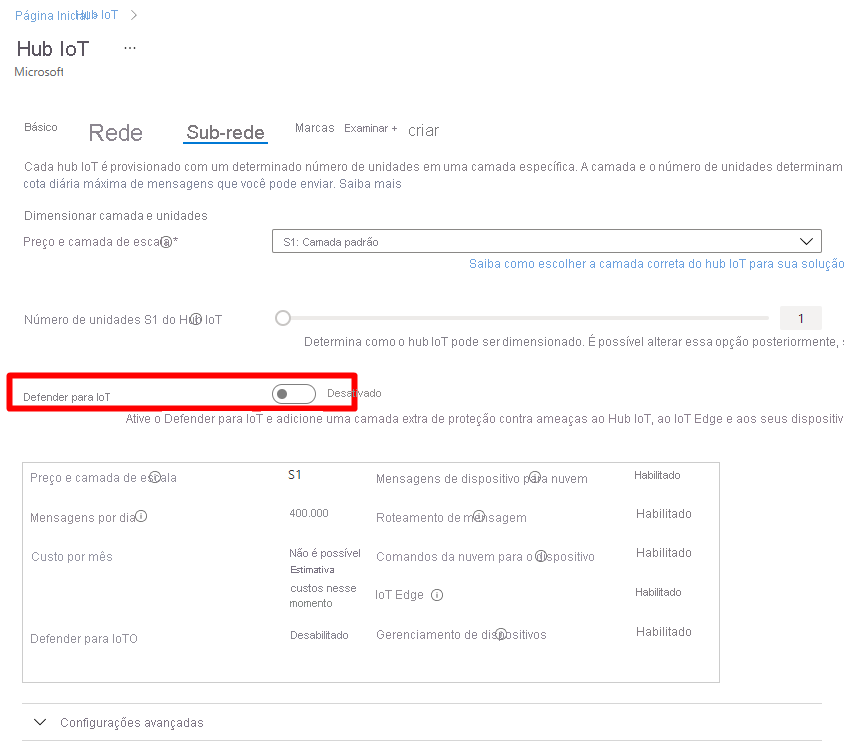 Página Inicial > Hub IoT >
Hub IoT ...
Microsoft
Básico Rede Sub-rede Marcas Examinar + criar
Cada hub IoT é provisionado com um determinado número de unidades em uma camada específica. A camada e o número de unidades determinam
cota diária máxima de mensagens que você pode enviar. Saiba mais
Dimensionar camada e unidades
Preço e camada de escala *
S1: Camada padrão
Saiba como escolher a camada correta do hub IoT para sua solução
Número de unidades S1 do Hub IoT
1
Determina como o hub IoT pode ser dimensionado. É possível alterar essa opção posteriormente, s
Defender para IoT Desativado
Ative o Defender para IoT e adicione uma camada extra de proteção contra ameaças ao Hub IoT, ao IoT Edge e aos seus dispositiv
Preço e camada de escala S1 Mensagens de dispositivo para nuvem Habilitado
Mensagens por dia 400.000 Roteamento de mensagem Habilitado
Custo por mês Não é possível Comandos da nuvem para o dispositivo Habilitado
Estimativa
custos nesse IoT Edge Habilitado
momento
Defender para IoTO Desabilitado Gerenciamento de dispositivos Habilitado
Configurações avançadas